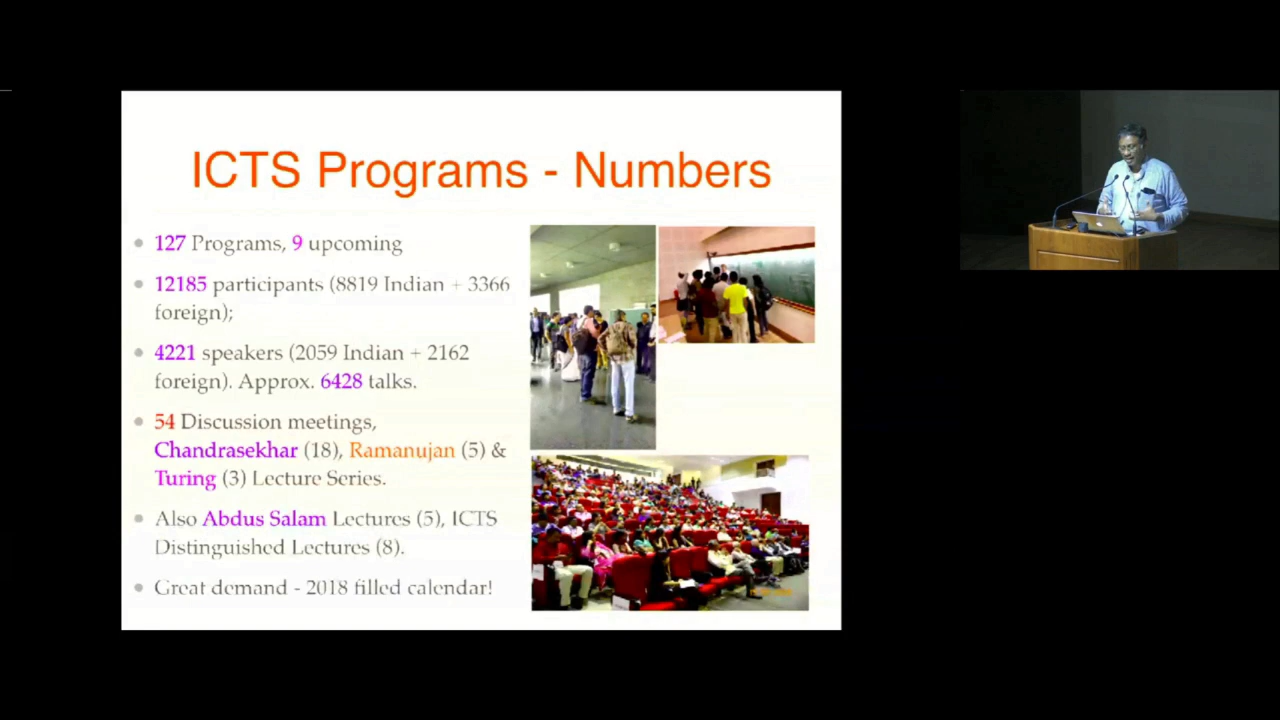 ICTS Programs - Numbers
127 Programs, 9 upcoming
12185 participants (8819 Indian + 3366
foreign);
4221 speakers (2059 Indian + 2162
foreign). Approx. 6428 talks.
54 Discussion meetings,
Chandrasekhar (18), Ramanujan (5) &
Turing (3) Lecture Series.
Also Abdus Salam Lectures (5), ICTS
Distinguished Lectures (8).
Great demand - 2018 filled calendar!